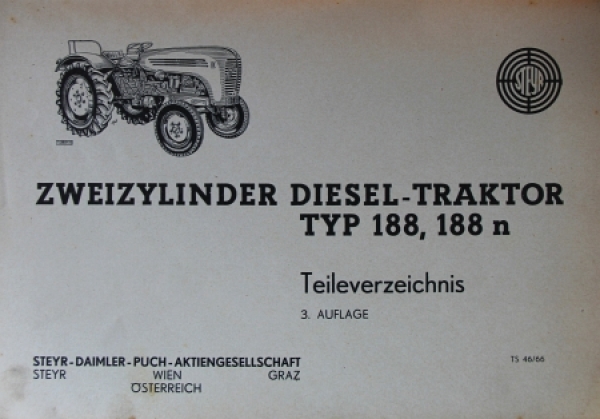 STEYR
ZWEIZYLINDER DIESEL-TRAKTOR
TYP 188, 188 n
Teileverzeichnis
3. AUFLAGE
STEYR-DAIMLER-PUCH-AKTIENGESELLSCHAFT
STEYR WIEN GRAZ
ÖSTERREICH
TS 46/66